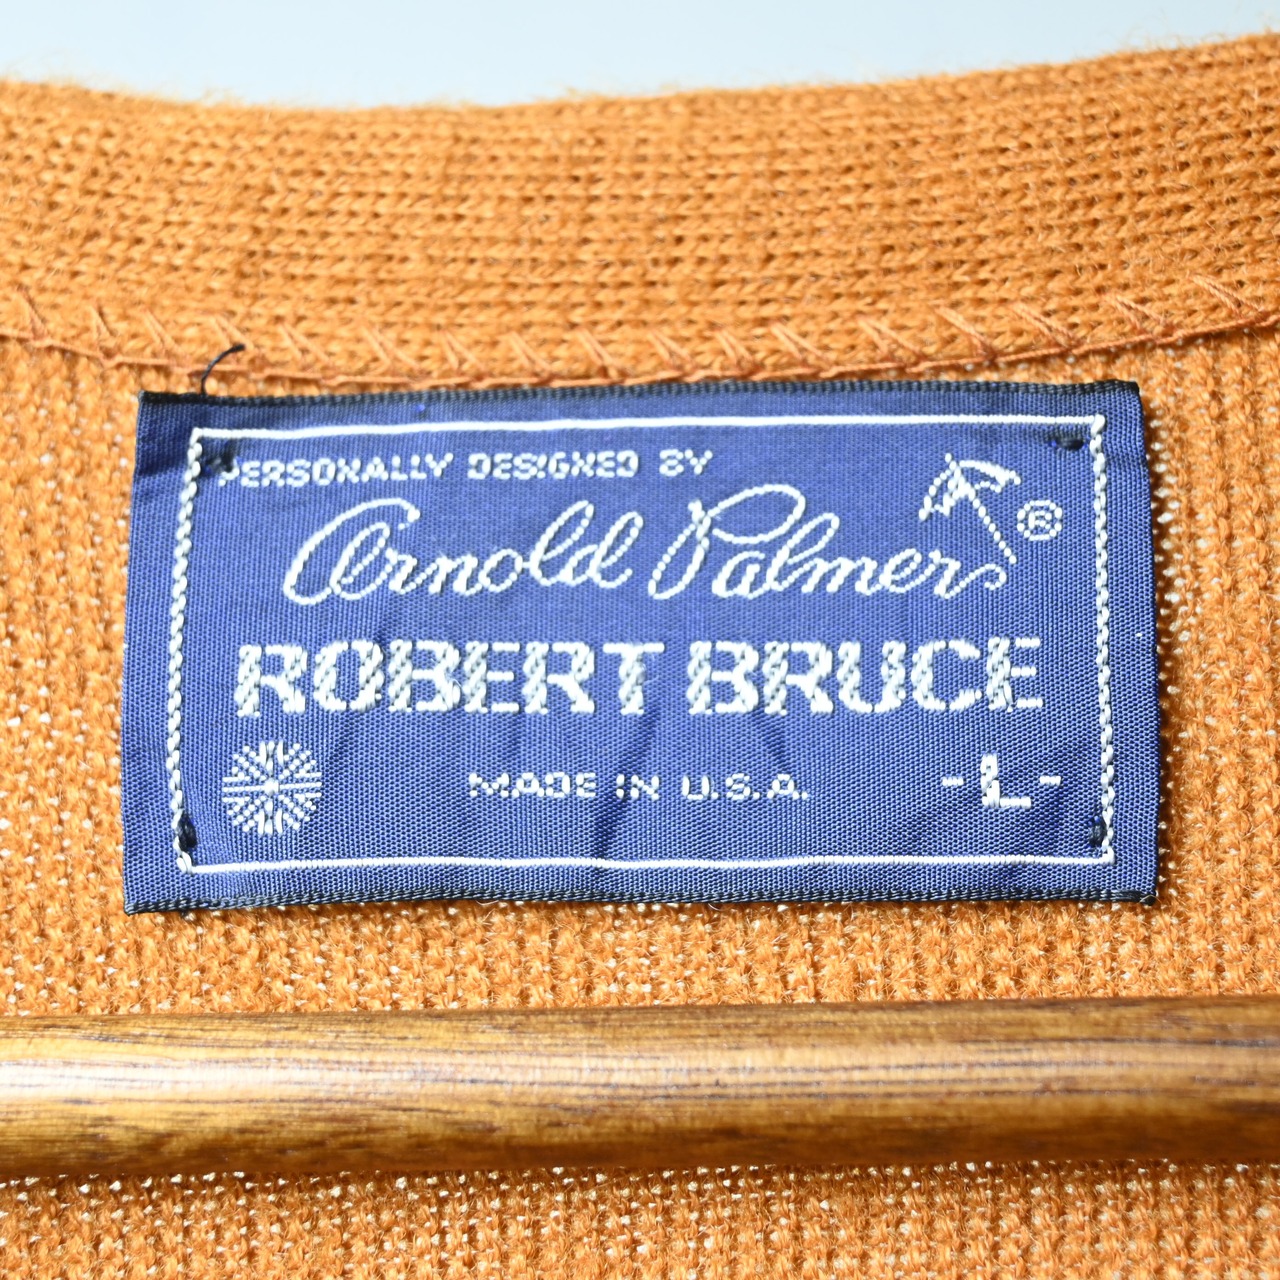 PERSONALLY DESIGNED BY
Arnold Palmer ®
ROBERT BRUCE
MADE IN U.S.A.
-L-